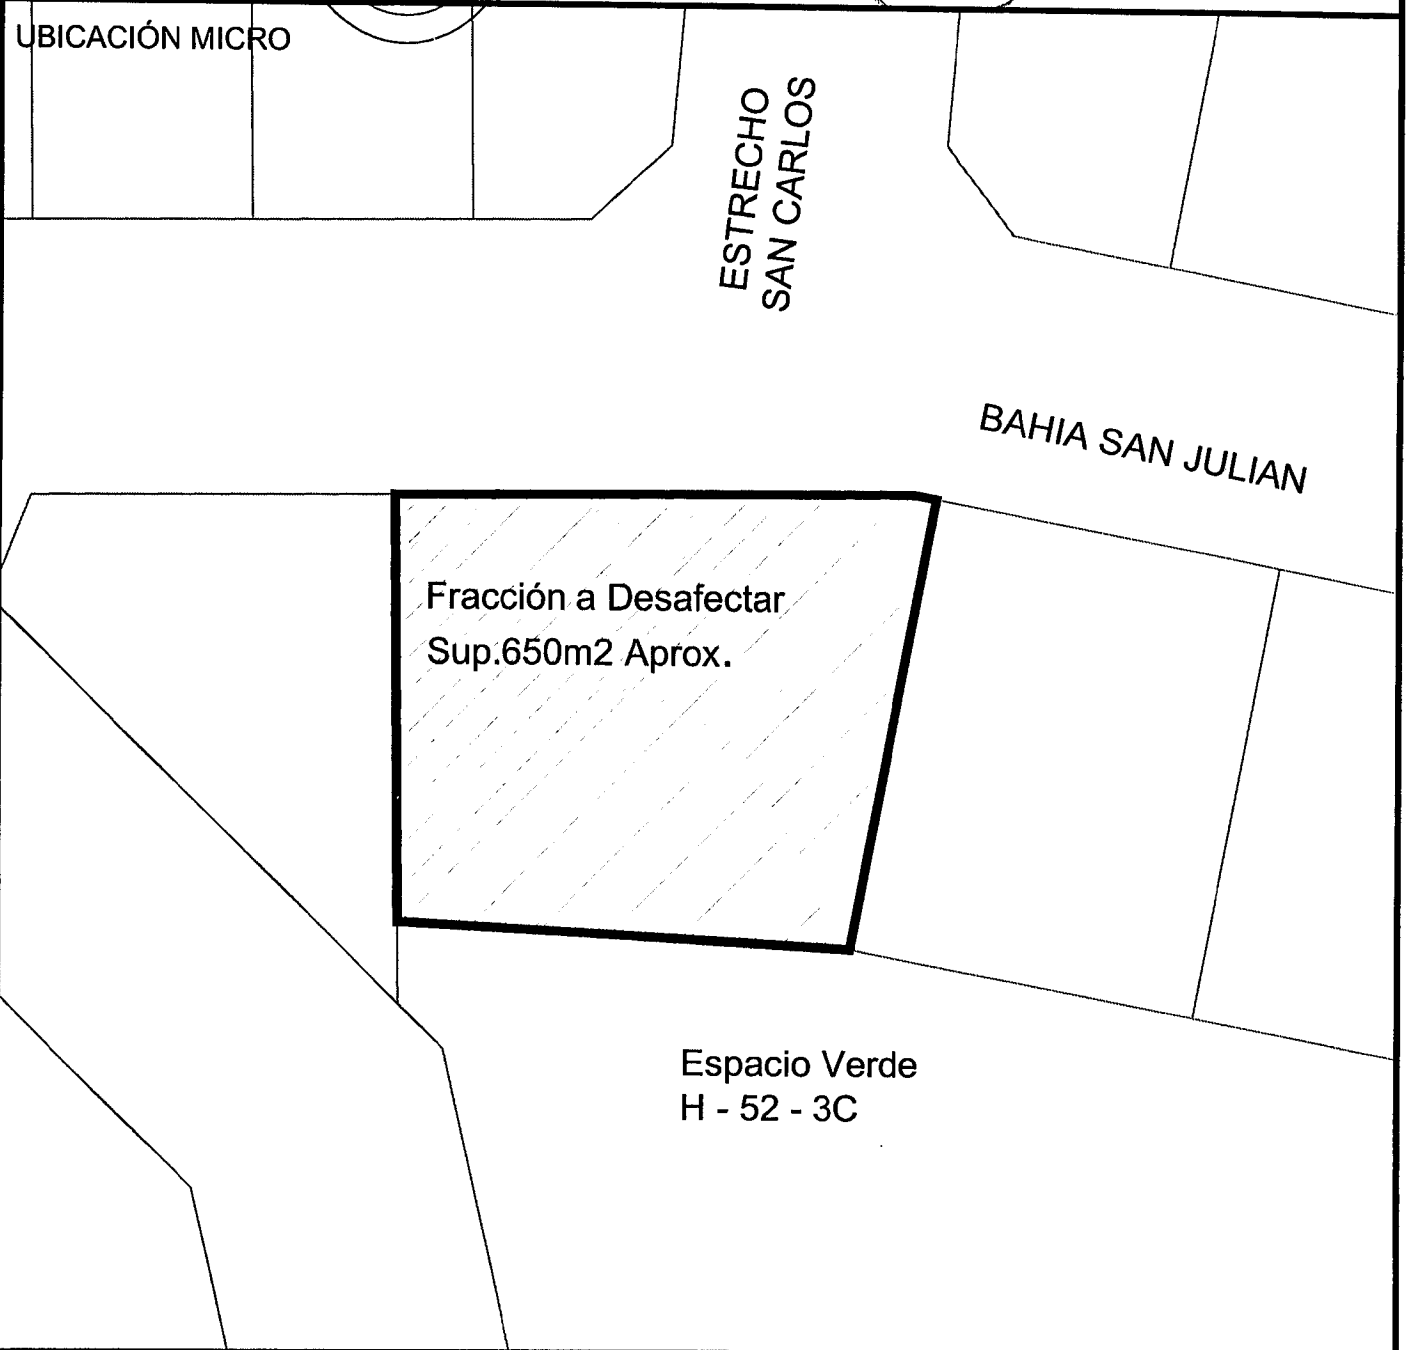 UBICACIÓN MICRO
ESTRECHO
SAN CARLOS
BAHIA SAN JULIAN
Fracción a Desafectar
Sup.650m2 Aprox.
Espacio Verde
H - 52 - 3C